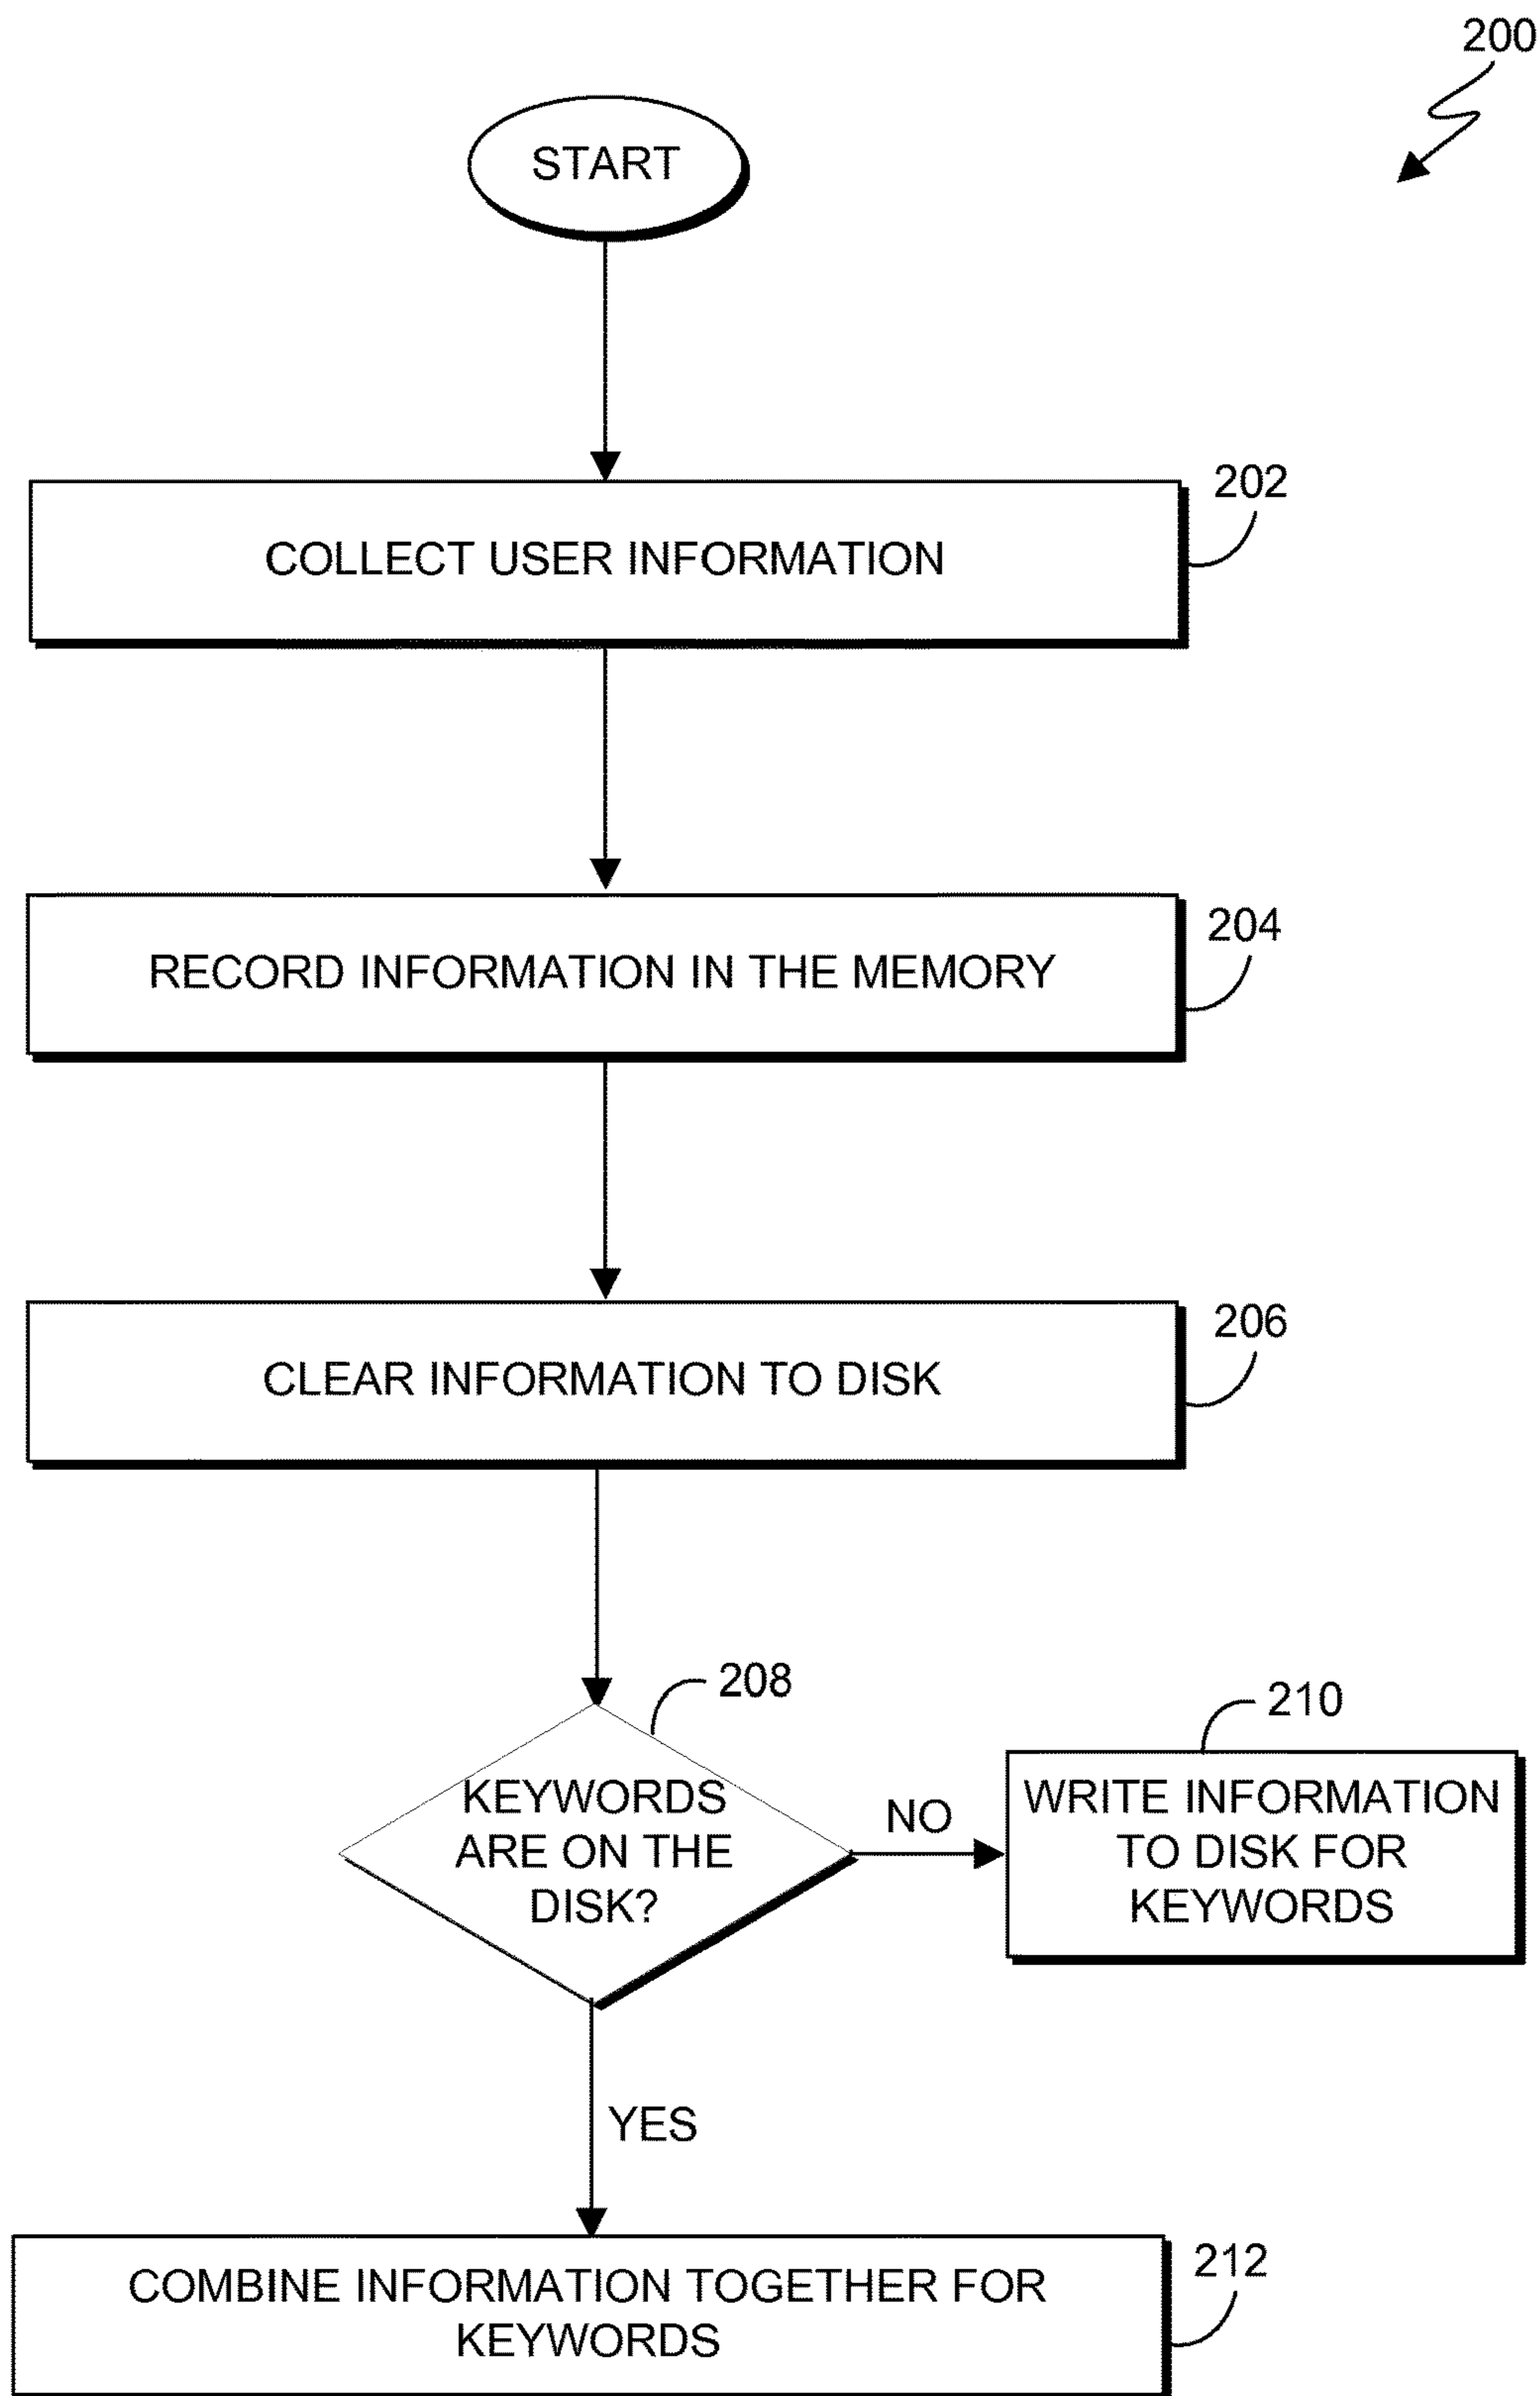 200
START
202
COLLECT USER INFORMATION
204
RECORD INFORMATION IN THE MEMORY
206
CLEAR INFORMATION TO DISK
208
KEYWORDS
ARE ON THE
DISK?
NO
210
WRITE INFORMATION
TO DISK FOR
KEYWORDS
YES
212
COMBINE INFORMATION TOGETHER FOR
KEYWORDS